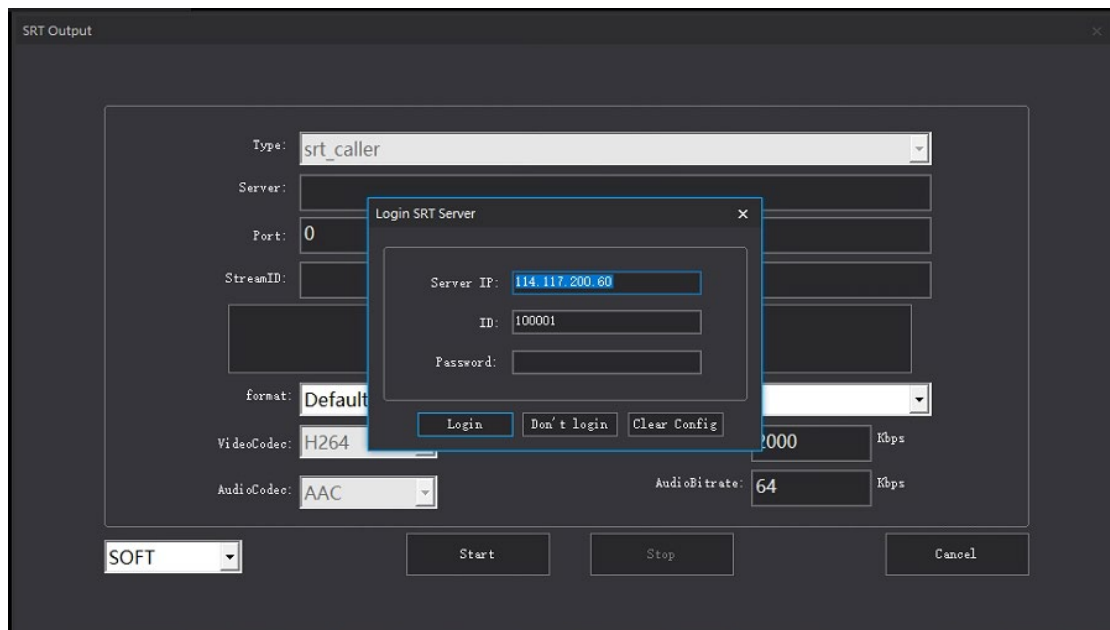 SRT Output
Type: srt_caller
Server:
Login SRT Server
Port: 0
StreamID:
Server IP: 114.117.200.60
ID: 100001
Password:
format: Default
Login Don't login Clear Config
VideoCodec: H264 2000 Kbps
AudioCodec: AAC AudioBitrate: 64 Kbps
SOFT Start Stop Cancel